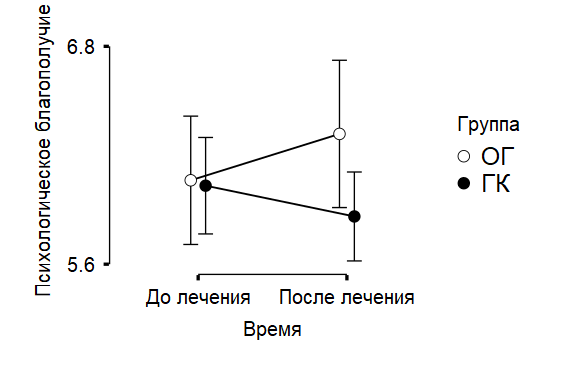 Психологическое благополучие
6.8
5.6
До лечения
После лечения
Время
Группа
ОГ
ГК